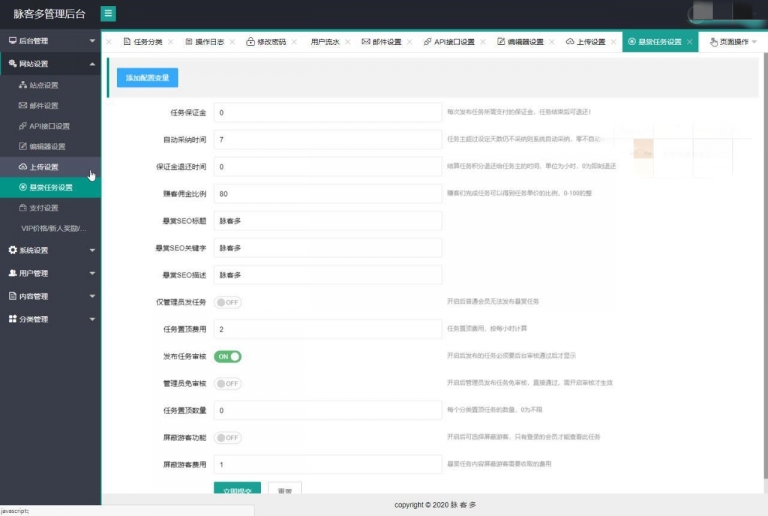 脉客多管理后台
任务分类 操作日志 修改密码 用户流水 邮件设置 API接口设置 编辑器设置 上传设置 悬赏任务设置 页面操作
后台管理
网站设置
站点设置
邮件设置
API接口设置
编辑器设置
上传设置
悬赏任务设置
支付设置
VIP价格/新人奖励/...
系统设置
用户管理
内容管理
分类管理
添加配置变量
任务保证金 0 每次发布任务所需支付的保证金，任务结束后可退还!
自动采纳时间 7 任务主超过设定天数仍不采纳则系统自动采纳，零不自动
保证金退还时间 0 结算任务积分退还给任务主的时间，单位为小时，0为即刻退还
赚客佣金比例 80 赚客们完成任务可以得到任务单价的比例，0-100的整
悬赏SEO标题 脉客多
悬赏SEO关键字 脉客多
悬赏SEO描述 脉客多
仅管理员发任务 OFF 开启后普通会员无法发布悬赏任务
任务置顶费用 2 任务置顶费用，按每小时计算
发布任务审核 ON 开启后发布的任务必须要后台审核通过后才显示
管理员免审核 OFF 开启后管理员发布任务免审核，直接通过，需开启审核才生效
任务置顶数量 0 每个分类置顶任务的数量，0为不限
屏蔽游客功能 OFF 开启后可选择屏蔽游客，只有登录的会员才能查看此任务
屏蔽游客费用 1 悬赏任务内容屏蔽游客需要收取的费用
立即提交 重置
copyright © 2020 脉 客 多
javascript:;